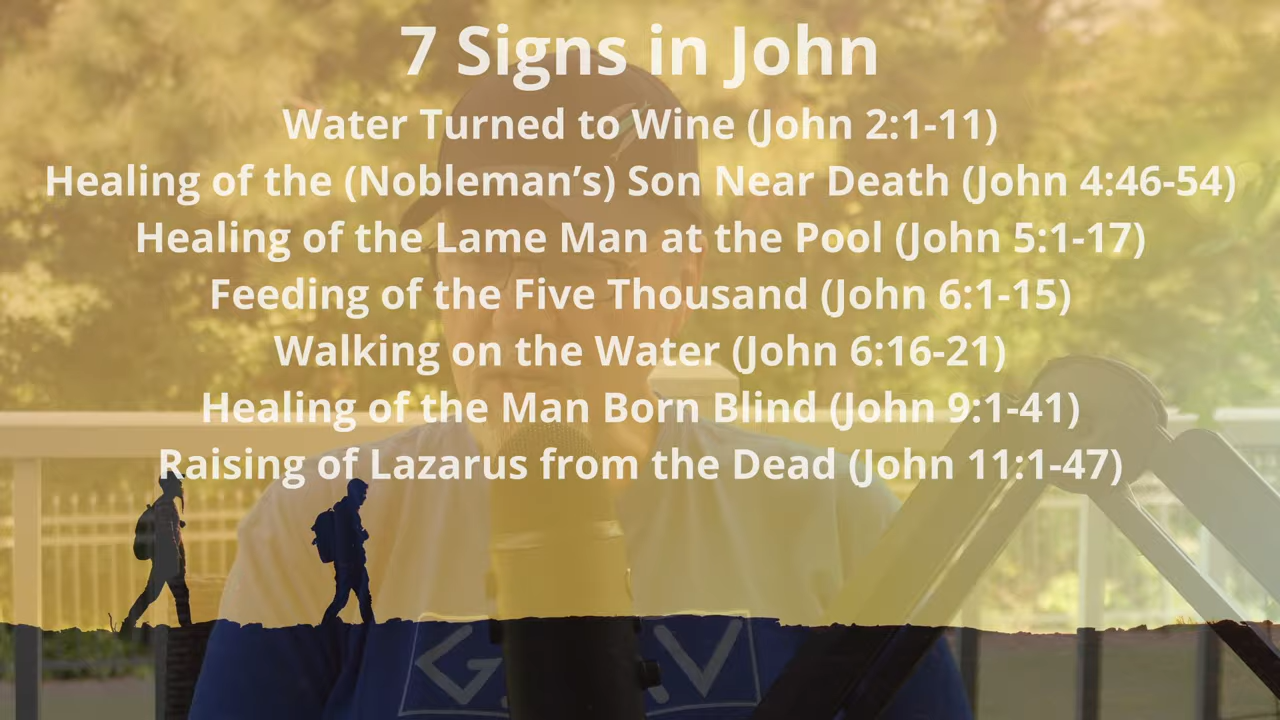 7 Signs in John
Water Turned to Wine (John 2:1-11)
Healing of the (Nobleman’s) Son Near Death (John 4:46-54)
Healing of the Lame Man at the Pool (John 5:1-17)
Feeding of the Five Thousand (John 6:1-15)
Walking on the Water (John 6:16-21)
Healing of the Man Born Blind (John 9:1-41)
Raising of Lazarus from the Dead (John 11:1-47)